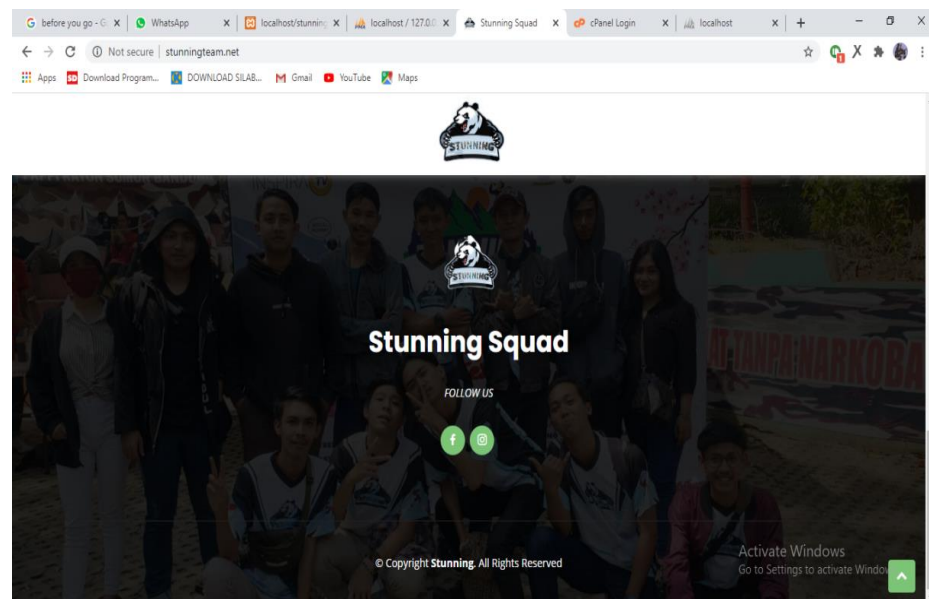 before you go - G
WhatsApp
localhost/stunning
localhost / 127.0.0
Stunning Squad
cPanel Login
localhost
Not secure | stunningteam.net
Apps
Download Program...
DOWNLOAD SILAB...
Gmail
YouTube
Maps
STUNNING
STUNNING
Stunning Squad
FOLLOW US
AT TANPA NARKOBA
© Copyright Stunning. All Rights Reserved
Activate Windows
Go to Settings to activate Window